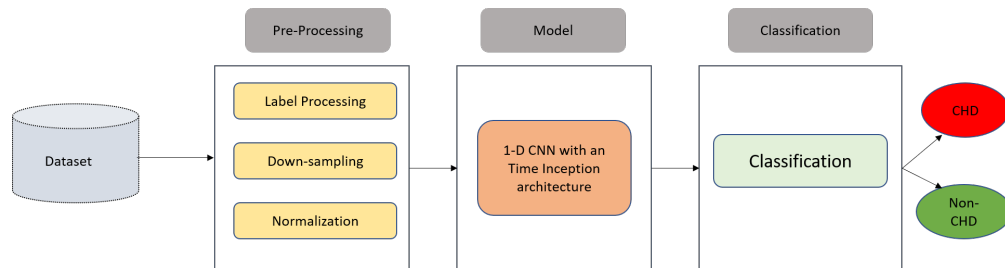 Pre-Processing
Model
Classification
Dataset
Label Processing
Down-sampling
Normalization
1-D CNN with an
Time Inception
architecture
Classification
CHD
Non-
CHD